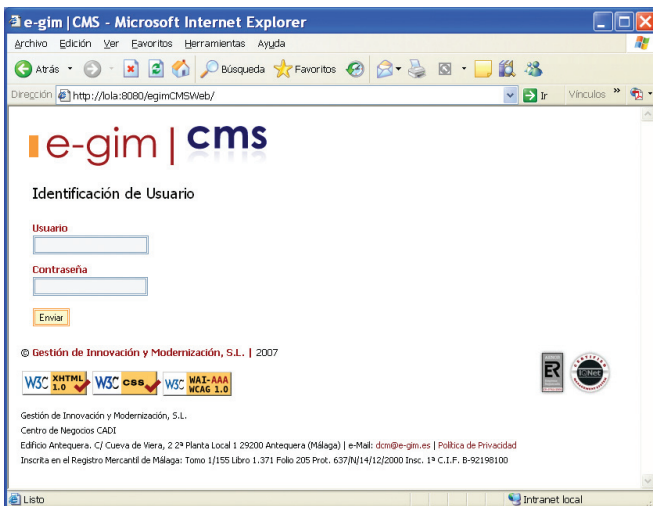 e-gim | CMS - Microsoft Internet Explorer
Archivo Edición Ver Favoritos Herramientas Ayuda
Atrás Búsqueda Favoritos
Dirección http://lola:8080/egimCMSWeb/ Ir Vínculos »
e-gim | cms
Identificación de Usuario
Usuario
Contraseña
Enviar
© Gestión de Innovación y Modernización, S.L. | 2007
W3C XHTML 1.0 W3C css W3C WAI-AAA WCAG 1.0
ER IQNet
Gestión de Innovación y Modernización, S.L.
Centro de Negocios CADI
Edificio Antequera. C/ Cueva de Viera, 2 2ª Planta Local 1 29200 Antequera (Málaga) | e-Mail: dcm@e-gim.es | Política de Privacidad
Inscrita en el Registro Mercantil de Málaga: Tomo 1/155 Libro 1.371 Folio 205 Prot. 637/N/14/12/2000 Insc. 1ª C.I.F. B-92198100
Listo Intranet local